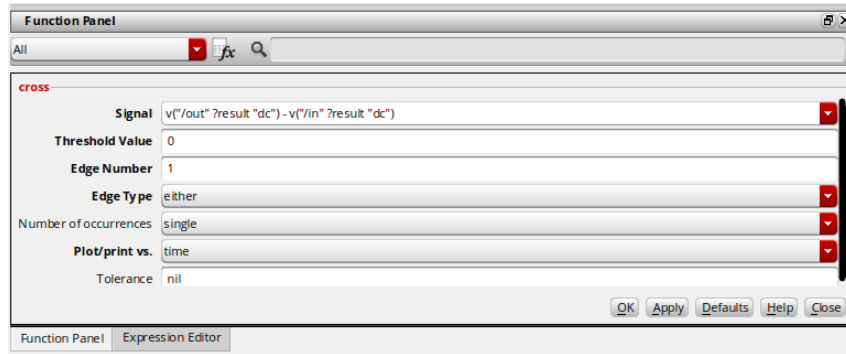 Function Panel
All fx
cross
Signal v("/out" ?result "dc") - v("/in" ?result "dc")
Threshold Value 0
Edge Number 1
Edge Type either
Number of occurrences single
Plot/print vs. time
Tolerance nil
OK Apply Defaults Help Close
Function Panel Expression Editor